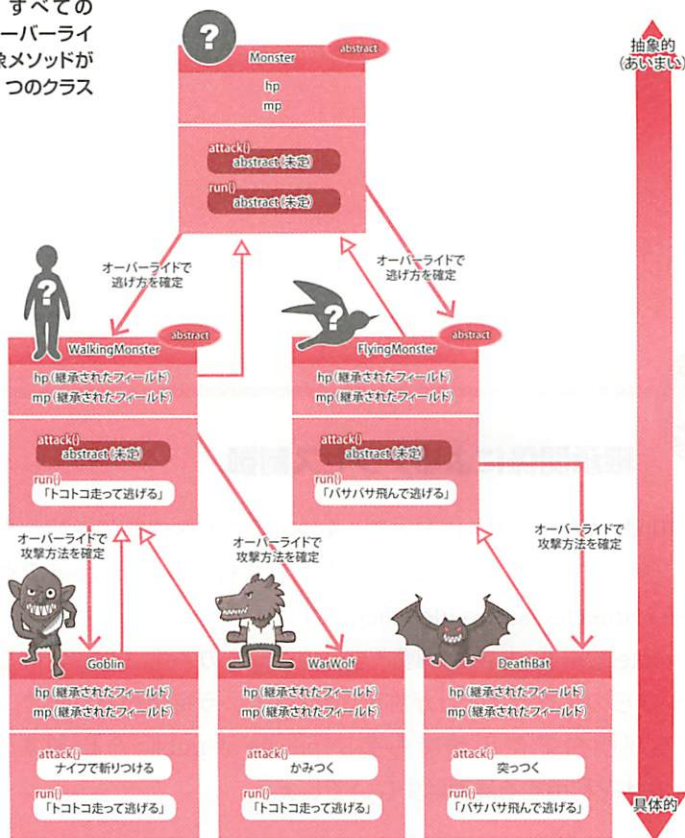 すべての
ーバーライ
象メソッドが
つのクラス
?
abstract
Monster
hp
mp
attack()
abstract(未定)
run()
abstract(未定)
抽象的
(あいまい)
オーバーライドで
逃げ方を確定
オーバーライドで
逃げ方を確定
?
abstract
WalkingMonster
hp(継承されたフィールド)
mp(継承されたフィールド)
attack()
abstract(未定)
run()
「トコトコ走って逃げる」
?
abstract
FlyingMonster
hp(継承されたフィールド)
mp(継承されたフィールド)
attack()
abstract(未定)
run()
「バサバサ飛んで逃げる」
オーバーライドで
攻撃方法を確定
オーバーライドで
攻撃方法を確定
オーバーライドで
攻撃方法を確定
Goblin
hp(継承されたフィールド)
mp(継承されたフィールド)
attack()
ナイフで斬りつける
run()
「トコトコ走って逃げる」
WarWolf
hp(継承されたフィールド)
mp(継承されたフィールド)
attack()
かみつく
run()
「トコトコ走って逃げる」
DeathBat
hp(継承されたフィールド)
mp(継承されたフィールド)
attack()
突っつく
run()
「バサバサ飛んで逃げる」
具体的